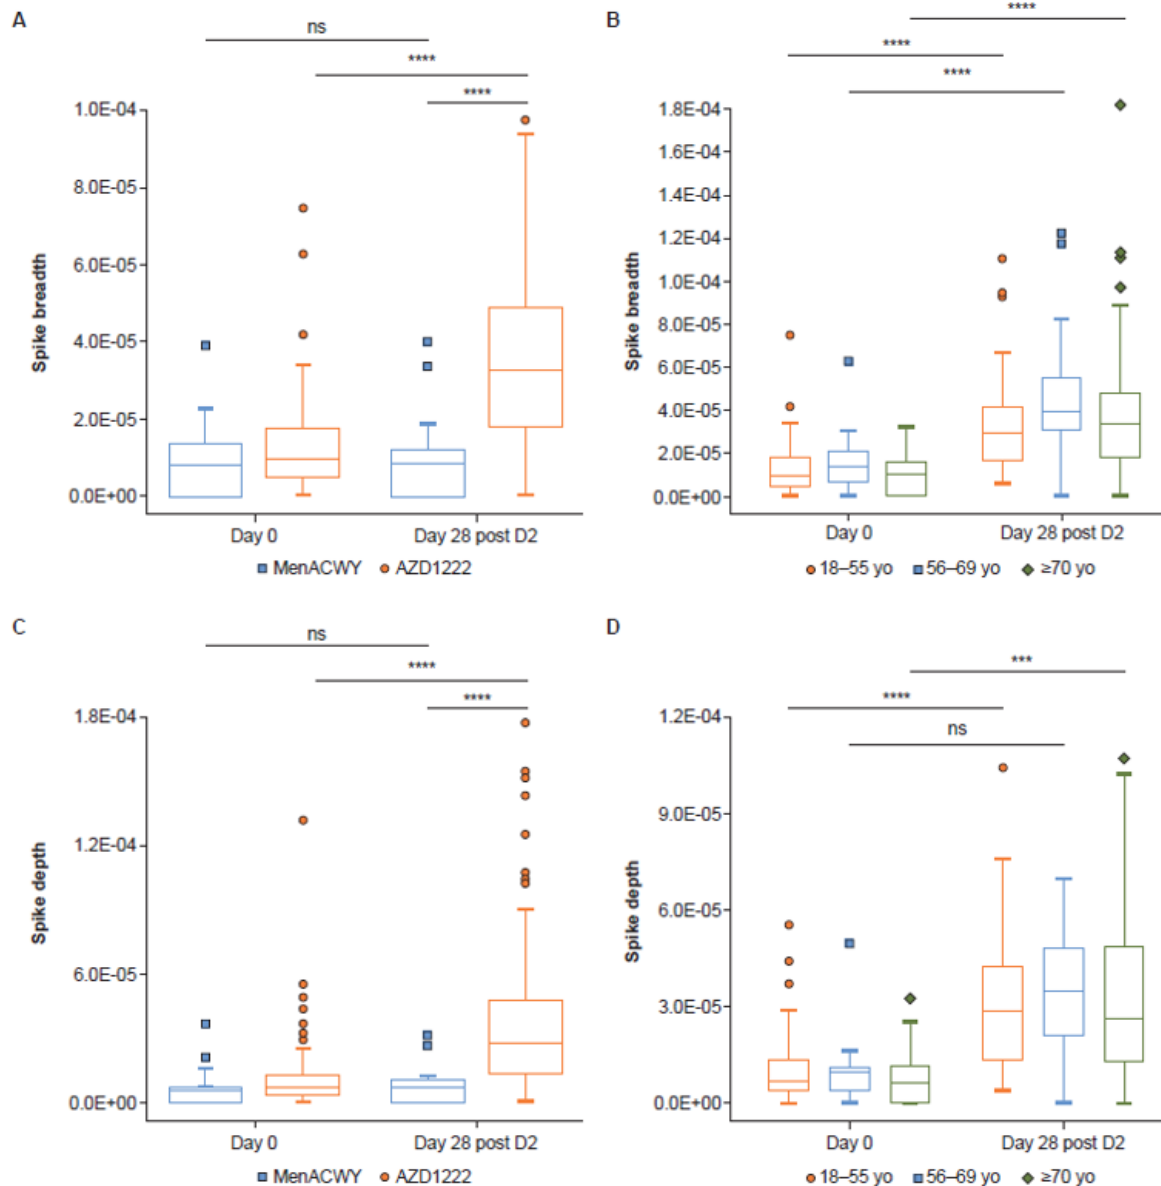 A
ns
****
****
1.0E-04
8.0E-05
6.0E-05
4.0E-05
2.0E-05
0.0E+00
Spike breadth
Day 0
Day 28 post D2
MenACWY
AZD1222
B
****
****
****
1.8E-04
1.6E-04
1.4E-04
1.2E-04
1.0E-04
8.0E-05
6.0E-05
4.0E-05
2.0E-05
0.0E+00
Spike breadth
Day 0
Day 28 post D2
18–55 yo
56–69 yo
≥70 yo
C
ns
****
****
1.8E-04
1.2E-04
6.0E-05
0.0E+00
Spike depth
Day 0
Day 28 post D2
MenACWY
AZD1222
D
***
****
ns
1.2E-04
9.0E-05
6.0E-05
3.0E-05
0.0E+00
Spike depth
Day 0
Day 28 post D2
18–55 yo
56–69 yo
≥70 yo